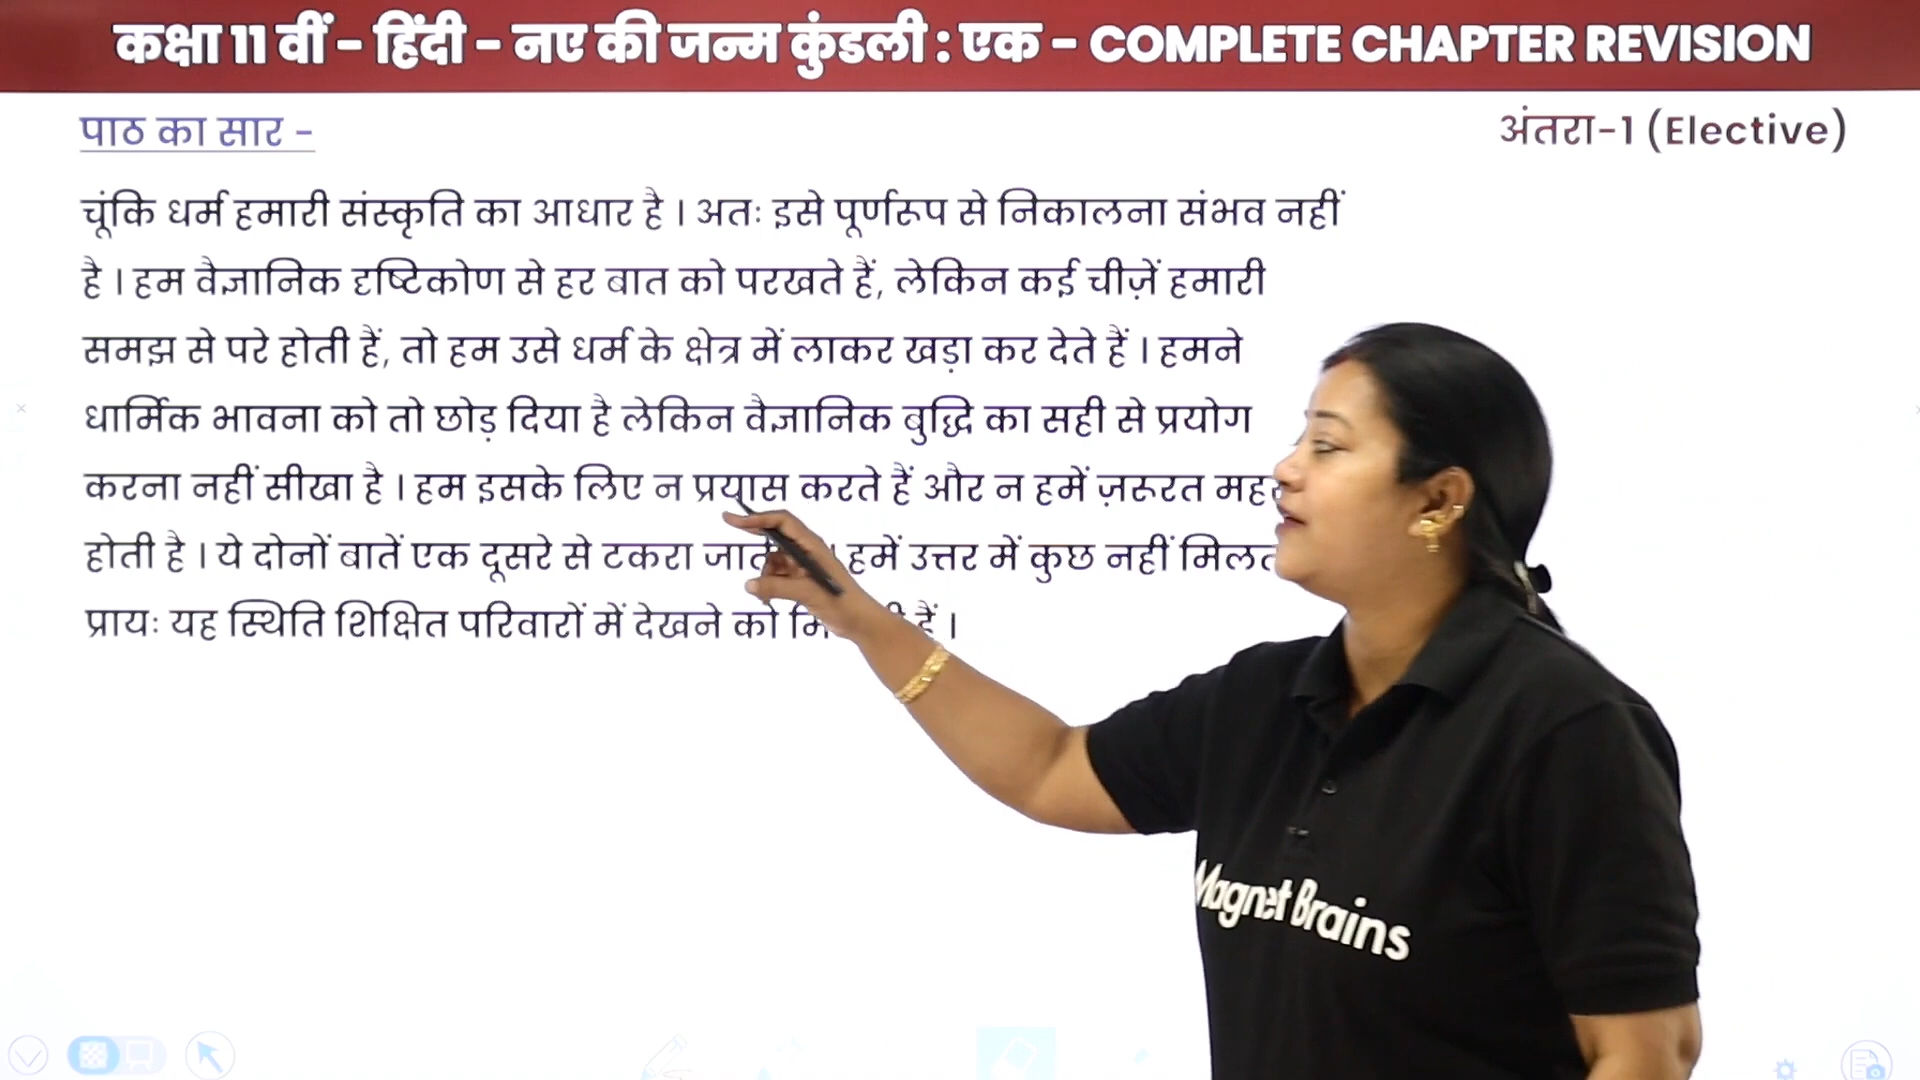 कक्षा 11 वीं - हिंदी - नए की जन्म कुंडली : एक - COMPLETE CHAPTER REVISION
पाठ का सार -
अंतरा-1 (Elective)
चूंकि धर्म हमारी संस्कृति का आधार है । अतः इसे पूर्णरूप से निकालना संभव नहीं
है । हम वैज्ञानिक दृष्टिकोण से हर बात को परखते हैं, लेकिन कई चीज़ें हमारी
समझ से परे होती हैं, तो हम उसे धर्म के क्षेत्र में लाकर खड़ा कर देते हैं । हमने
धार्मिक भावना को तो छोड़ दिया है लेकिन वैज्ञानिक बुद्धि का सही से प्रयोग
करना नहीं सीखा है । हम इसके लिए न प्रयास करते हैं और न हमें ज़रूरत
होती है । ये दोनों बातें एक दूसरे से टकरा हमें उत्तर में कुछ नहीं
प्रायः यह स्थिति शिक्षित परिवारों में देखने को हैं ।
Magnet Brains